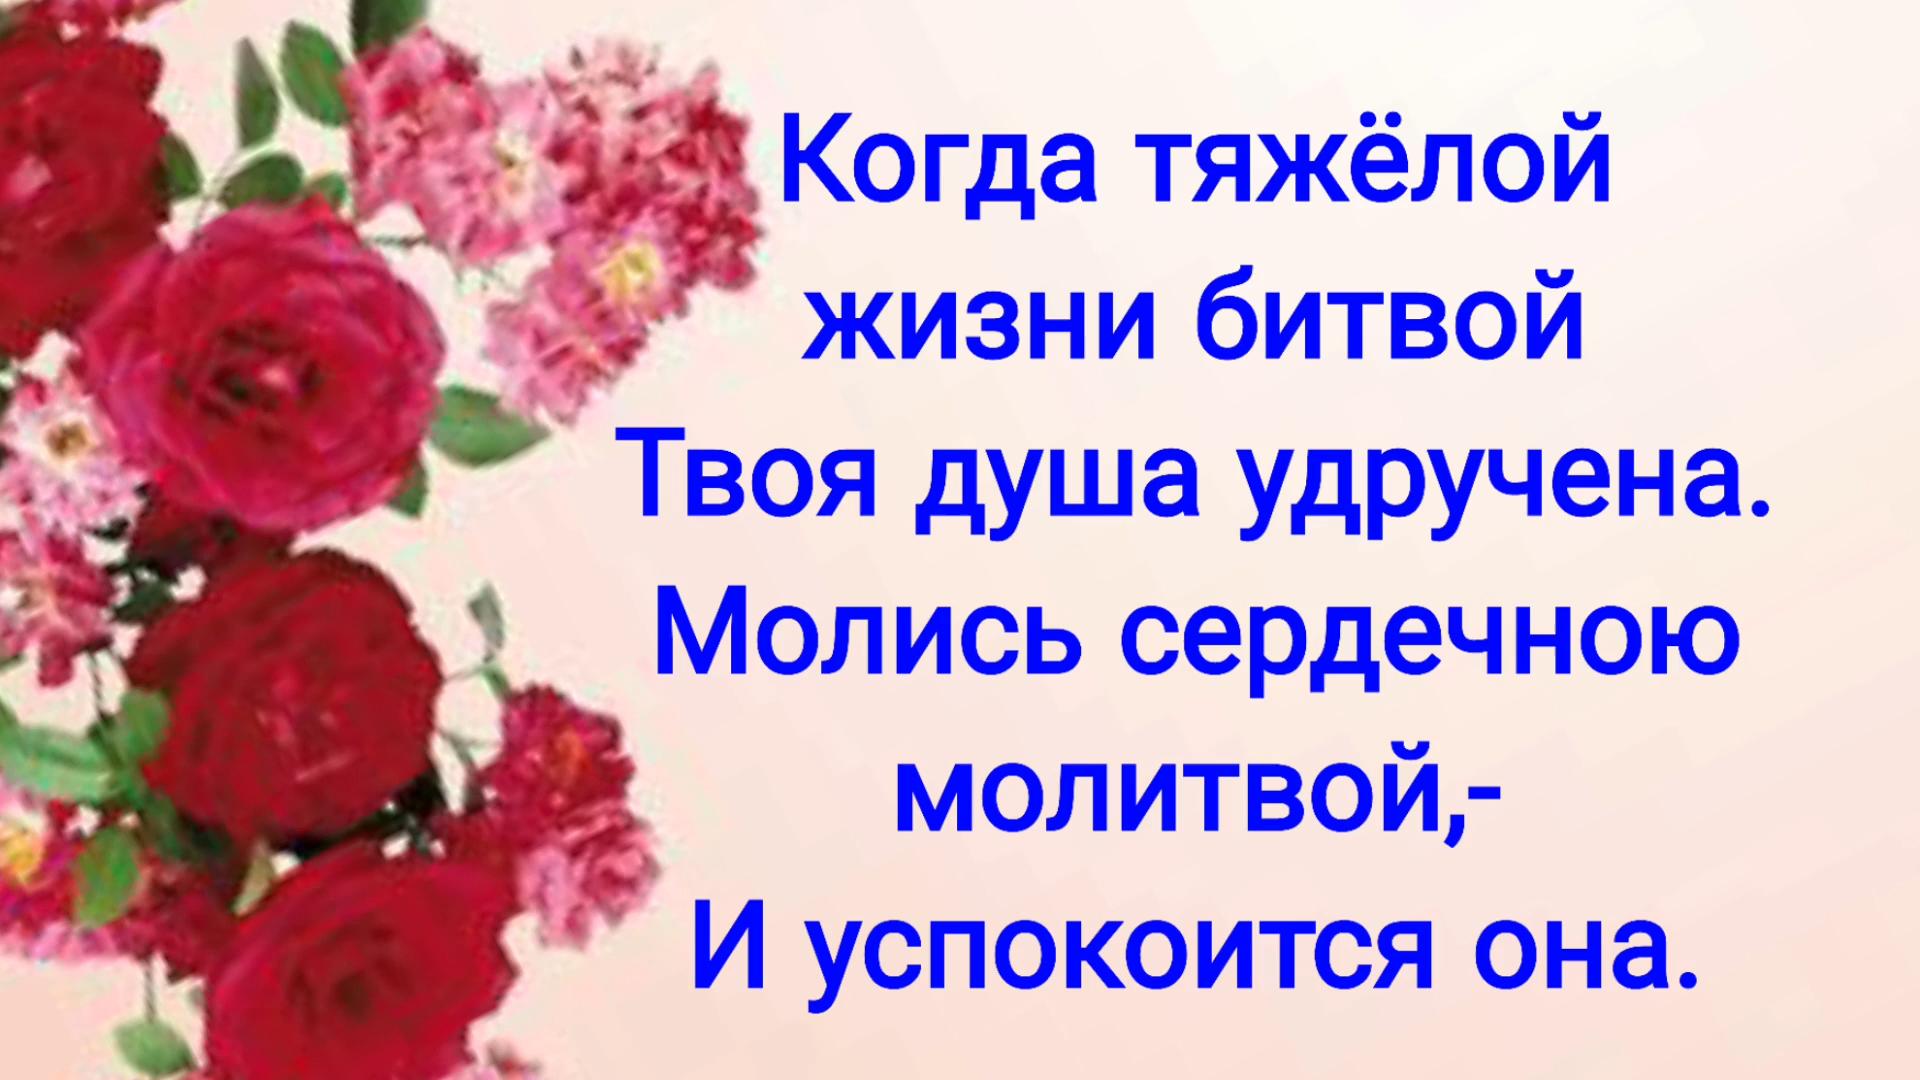 Когда тяжёлой
жизни битвой
Твоя душа удручена.
Молись сердечною
молитвой,-
И успокоится она.